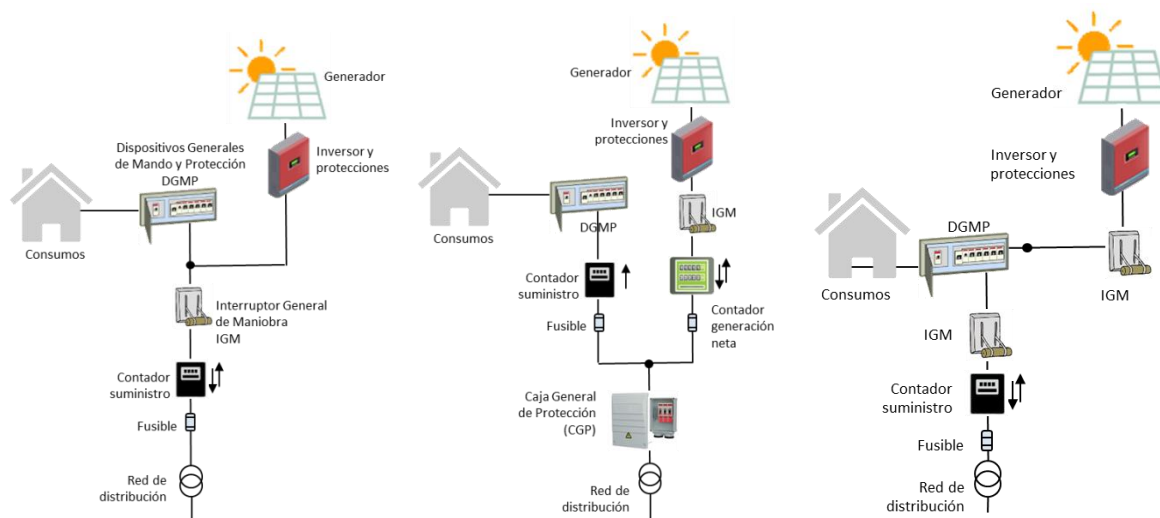 Generador
Dispositivos Generales
de Mando y Protección
DGMP
Inversor y
protecciones
Consumos
Interruptor General
de Maniobra
IGM
Contador
suministro
Fusible
Red de
distribución
Generador
Inversor y
protecciones
IGM
DGMP
Consumos
Contador
suministro
Fusible
Contador
generación
neta
Caja General
de Protección
(CGP)
Red de
distribución
Generador
Inversor y
protecciones
DGMP
Consumos
IGM
IGM
Contador
suministro
Fusible
Red de
distribución